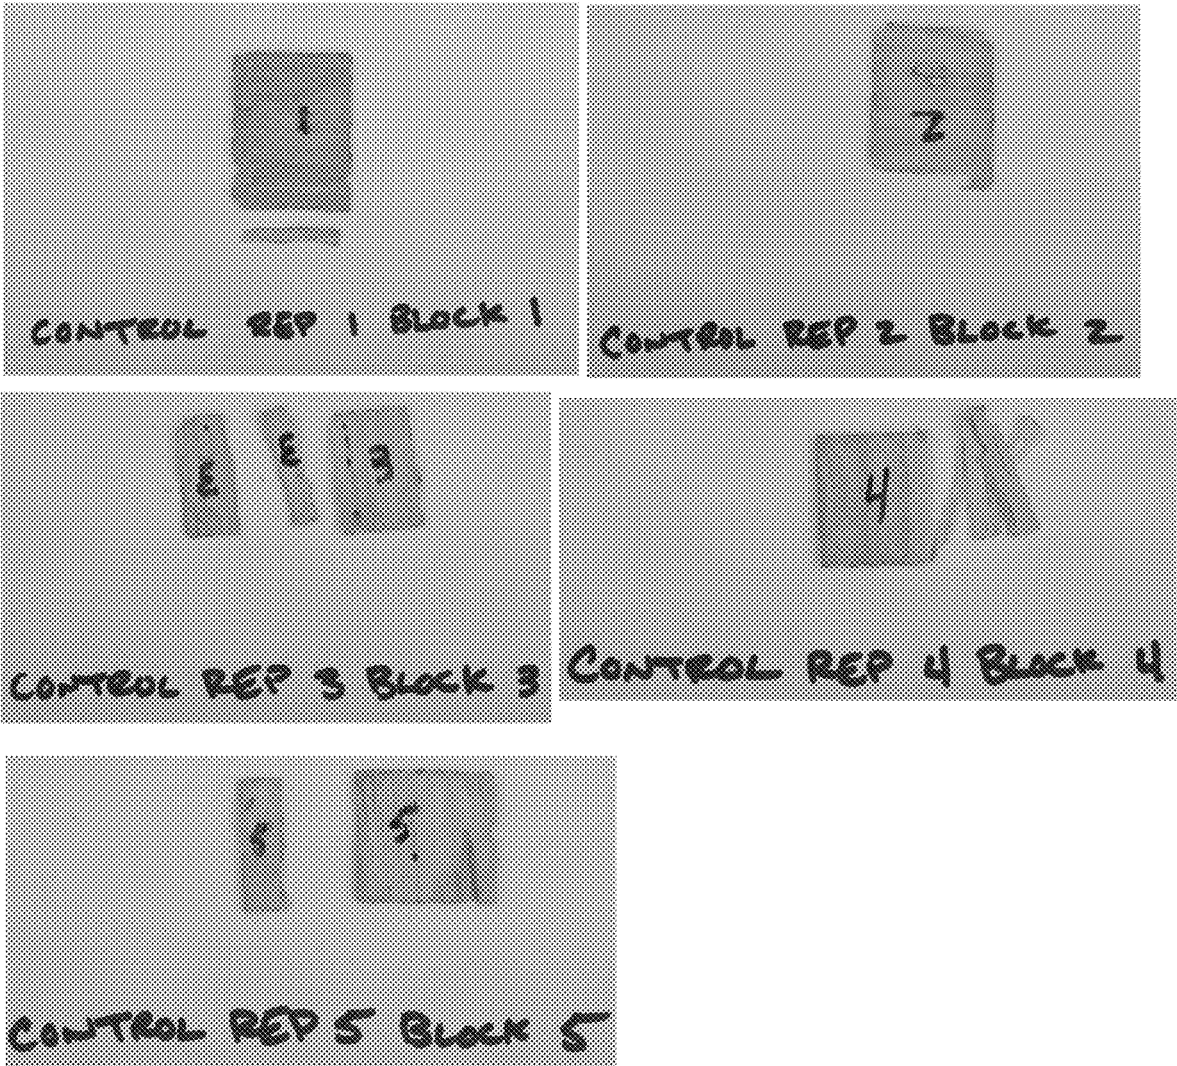 1
CONTROL REP 1 BLOCK 1
2
CONTROL REP 2 BLOCK 2
3 3 3
CONTROL REP 3 BLOCK 3
4
CONTROL REP 4 BLOCK 4
5 5
CONTROL REP 5 BLOCK 5